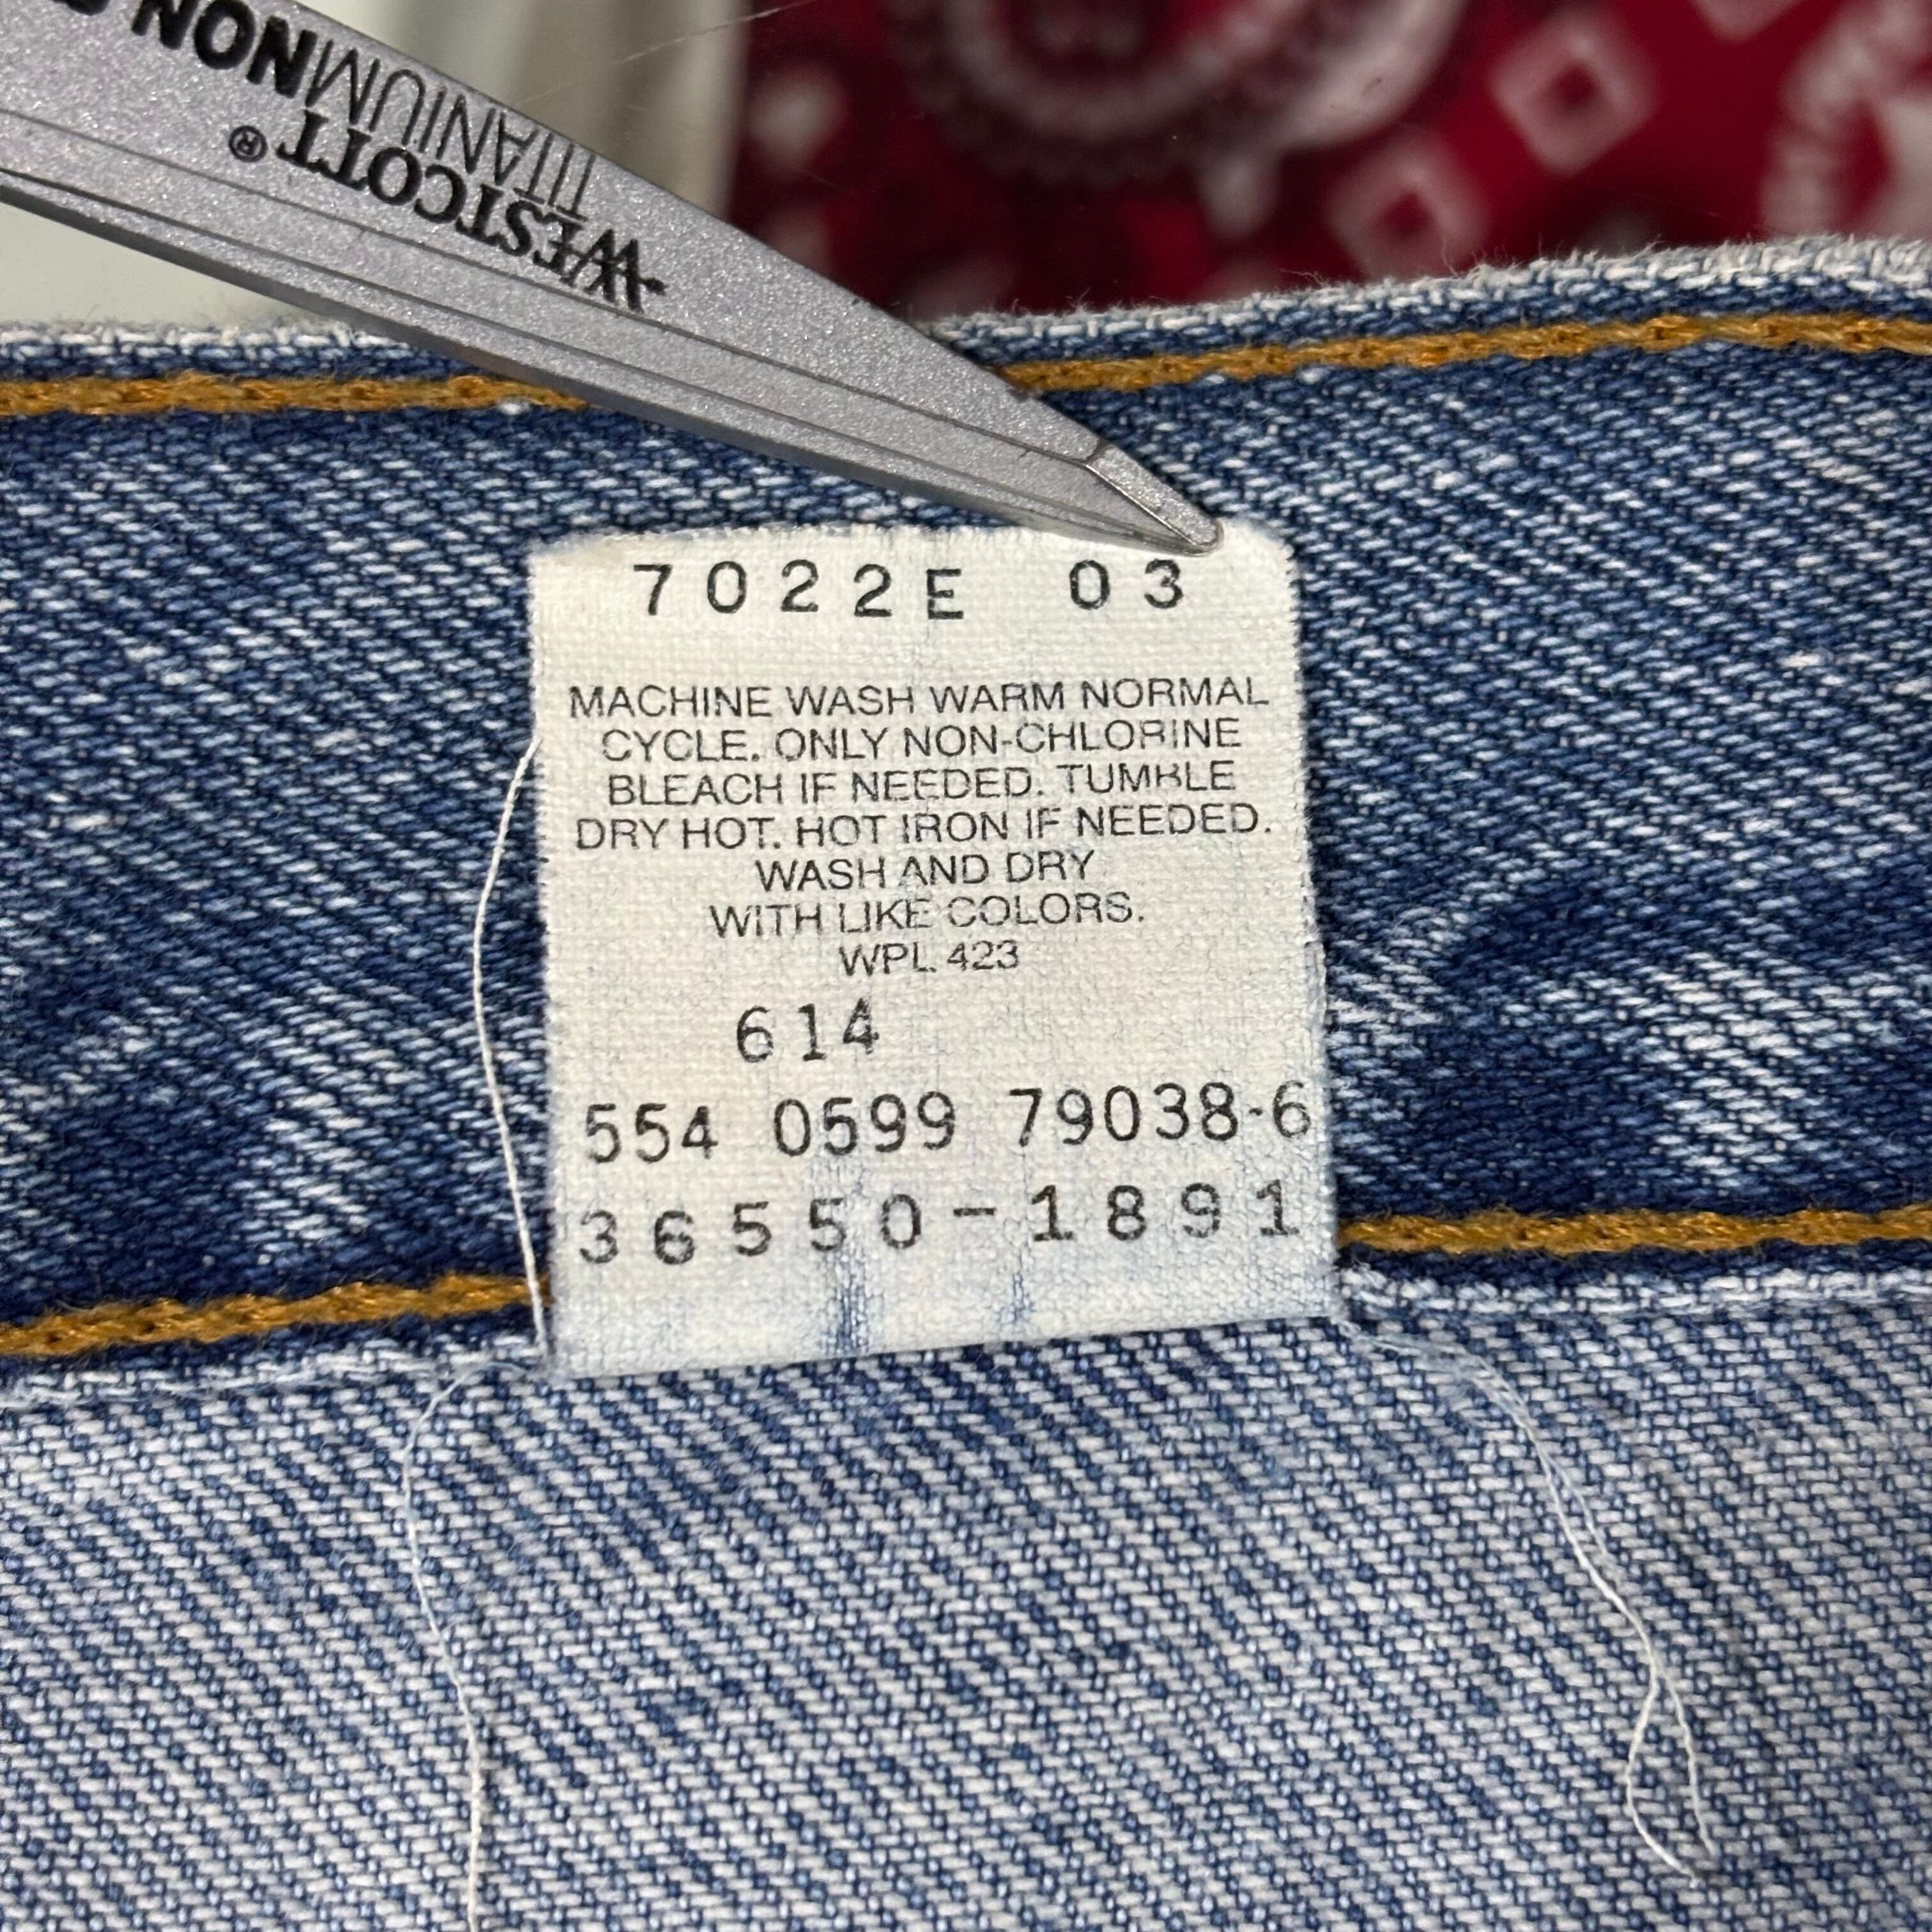 WESTCOTT®
TITANIUM NON
7022E 03
MACHINE WASH WARM NORMAL
CYCLE. ONLY NON-CHLORINE
BLEACH IF NEEDED. TUMBLE
DRY HOT. HOT IRON IF NEEDED.
WASH AND DRY
WITH LIKE COLORS.
WPL 423
614
554 0599 79038-6
36550-1891